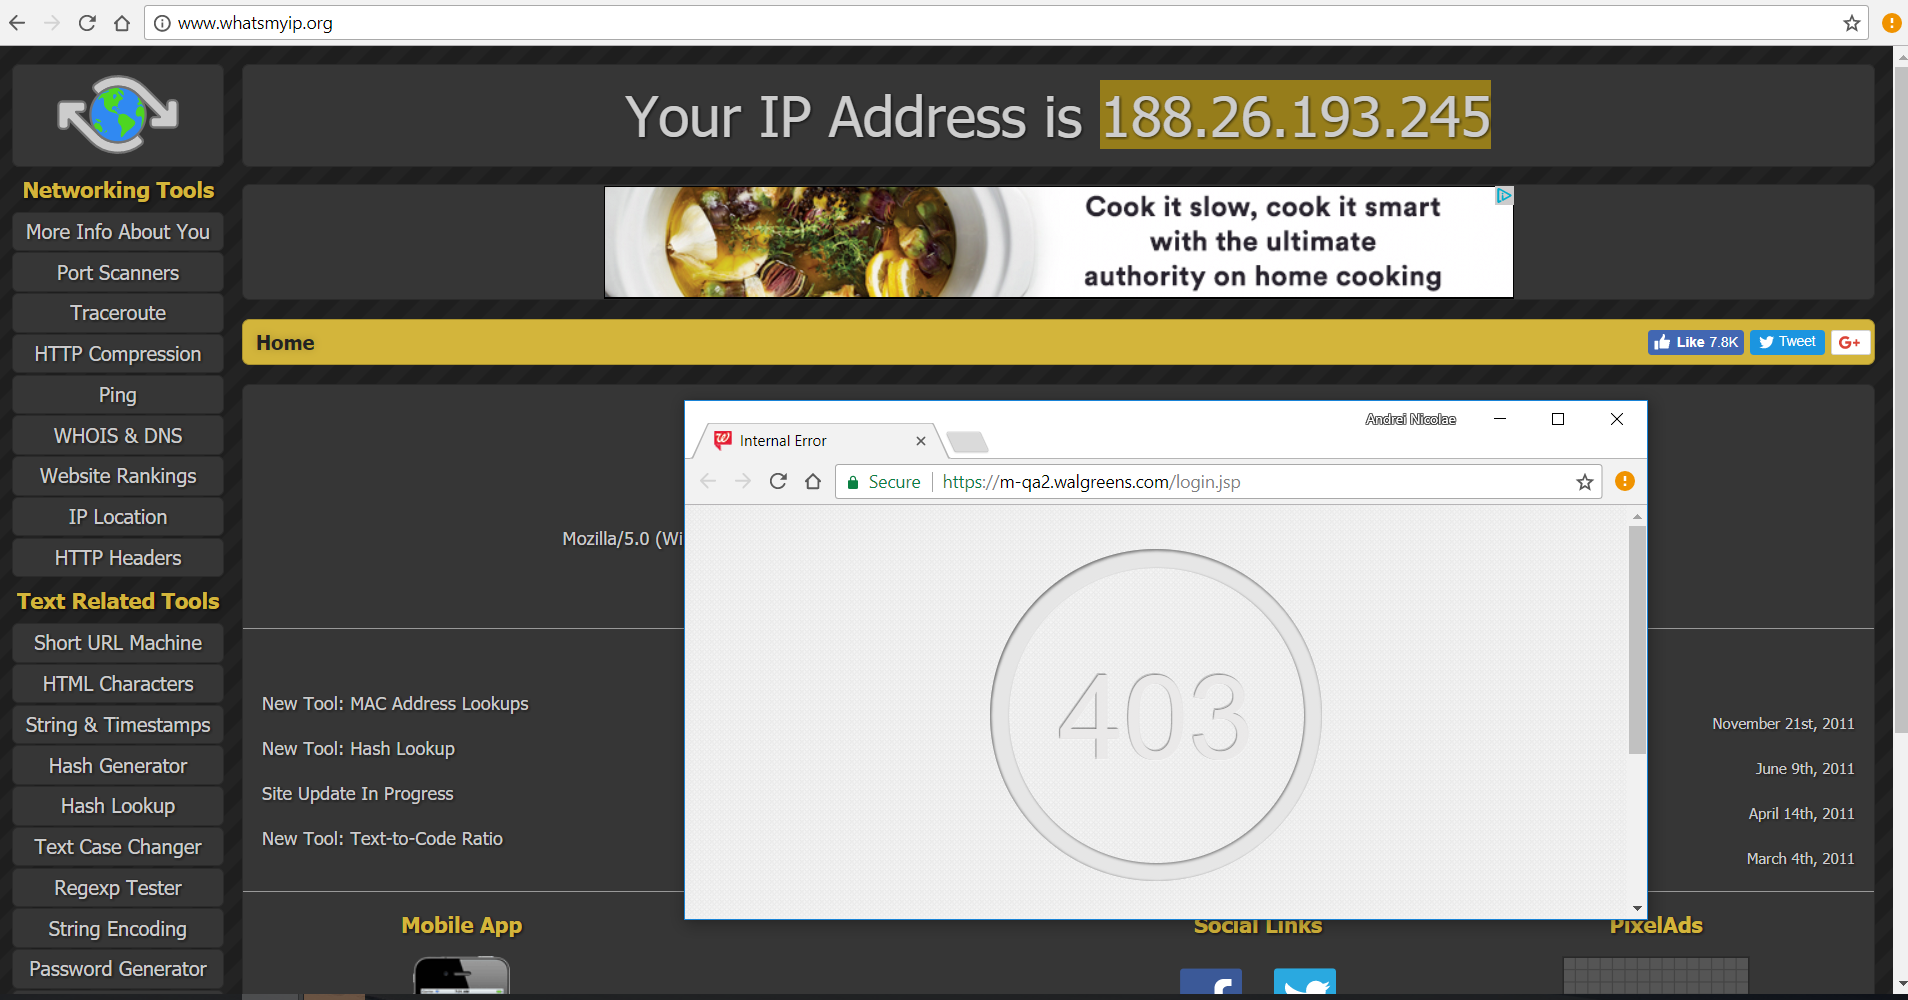 www.whatsmyip.org
Your IP Address is 188.26.193.245
Cook it slow, cook it smart
with the ultimate
authority on home cooking
Home
Like 7.8K
Tweet
G+
Networking Tools
More Info About You
Port Scanners
Traceroute
HTTP Compression
Ping
WHOIS & DNS
Website Rankings
IP Location
HTTP Headers
Text Related Tools
Short URL Machine
HTML Characters
String & Timestamps
Hash Generator
Hash Lookup
Text Case Changer
Regexp Tester
String Encoding
Password Generator
Mozilla/5.0 (Wi
New Tool: MAC Address Lookups
November 21st, 2011
New Tool: Hash Lookup
June 9th, 2011
Site Update In Progress
April 14th, 2011
New Tool: Text-to-Code Ratio
March 4th, 2011
Mobile App
Social Links
PixelAds
Andrei Nicolae
Internal Error
Secure
https://m-qa2.walgreens.com/login.jsp
403